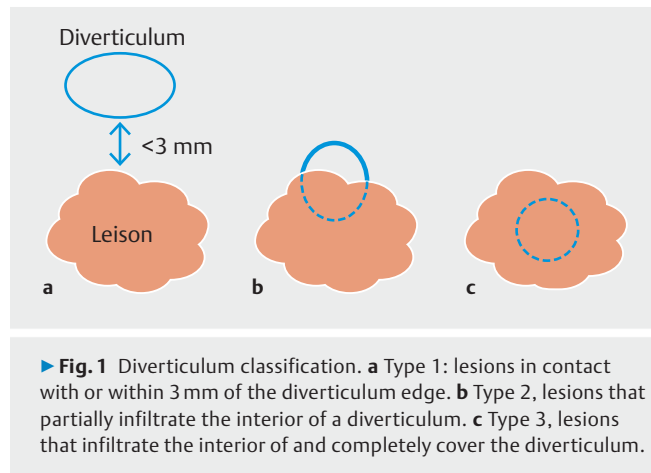 Diverticulum
<3 mm
Leison
a
b
c
► Fig. 1 Diverticulum classification. a Type 1: lesions in contact
with or within 3 mm of the diverticulum edge. b Type 2, lesions that
partially infiltrate the interior of a diverticulum. c Type 3, lesions
that infiltrate the interior of and completely cover the diverticulum.